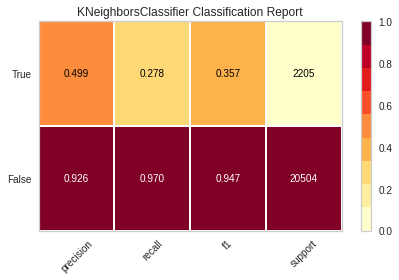 KNeighborsClassifier Classification Report
True 0.499 0.278 0.357 2205
False 0.926 0.970 0.947 20504
precision recall f1 support
1.0
0.8
0.6
0.4
0.2
0.0